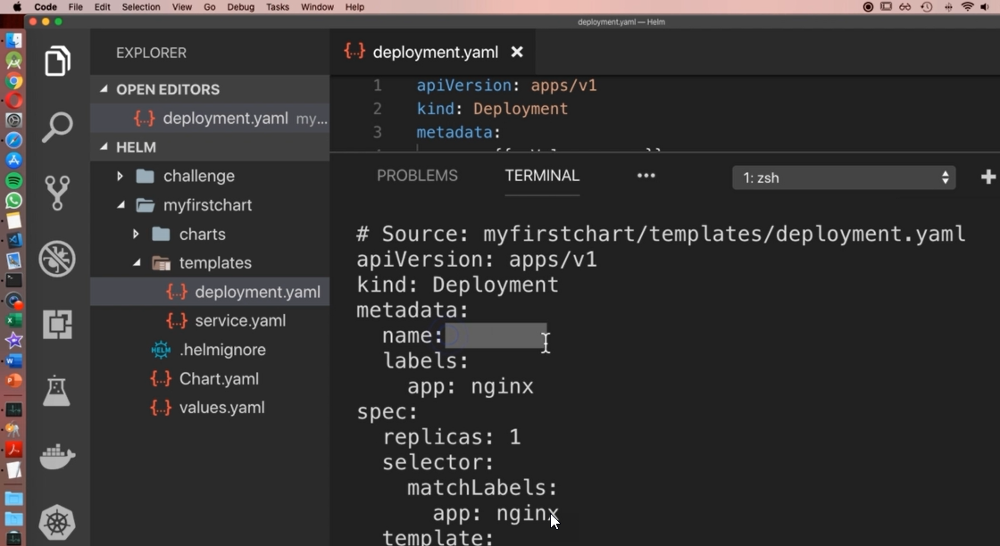 Code File Edit Selection View Go Debug Tasks Window Help
deployment.yaml — Helm
EXPLORER
OPEN EDITORS
deployment.yaml my...
HELM
challenge
myfirstchart
charts
templates
deployment.yaml
service.yaml
HELM .helmignore
Chart.yaml
values.yaml
deployment.yaml
1 apiVersion: apps/v1
2 kind: Deployment
3 metadata:
PROBLEMS TERMINAL ••• 1: zsh
# Source: myfirstchart/templates/deployment.yaml
apiVersion: apps/v1
kind: Deployment
metadata:
name:
labels:
app: nginx
spec:
replicas: 1
selector:
matchLabels:
app: nginx
template: